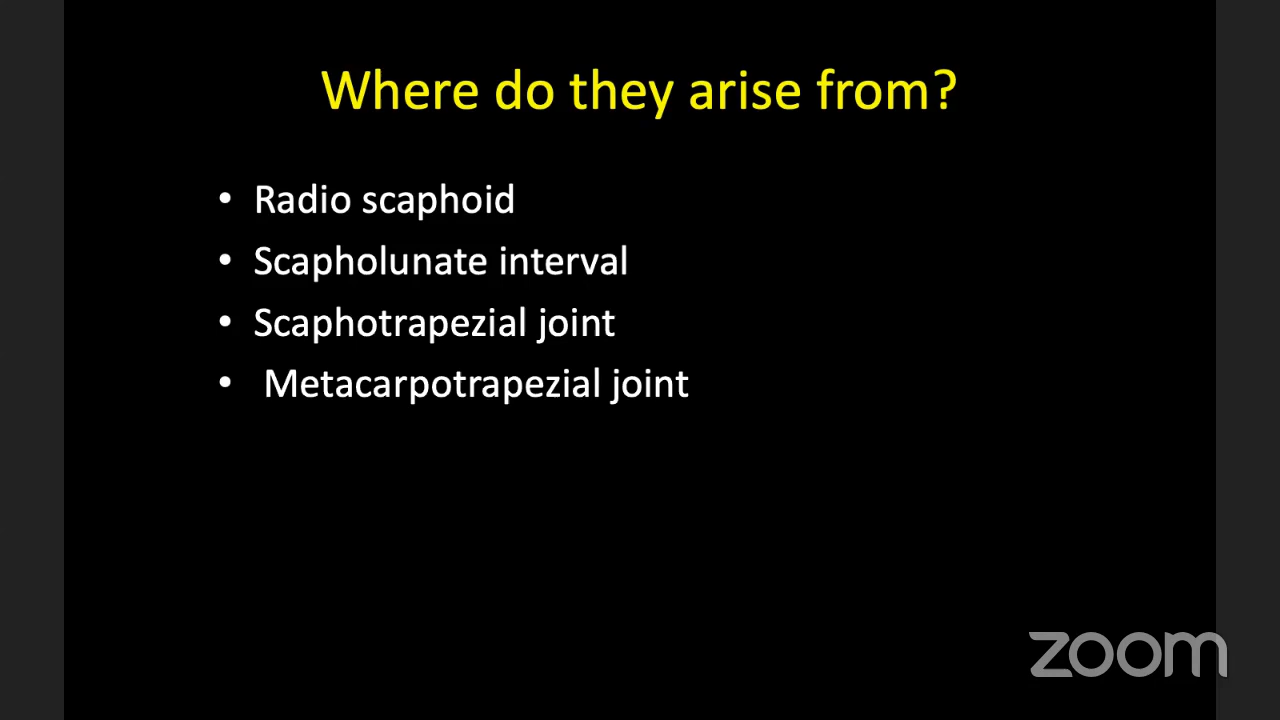 Where do they arise from?
• Radio scaphoid
• Scapholunate interval
• Scaphotrapezial joint
• Metacarpotrapezial joint
zoom